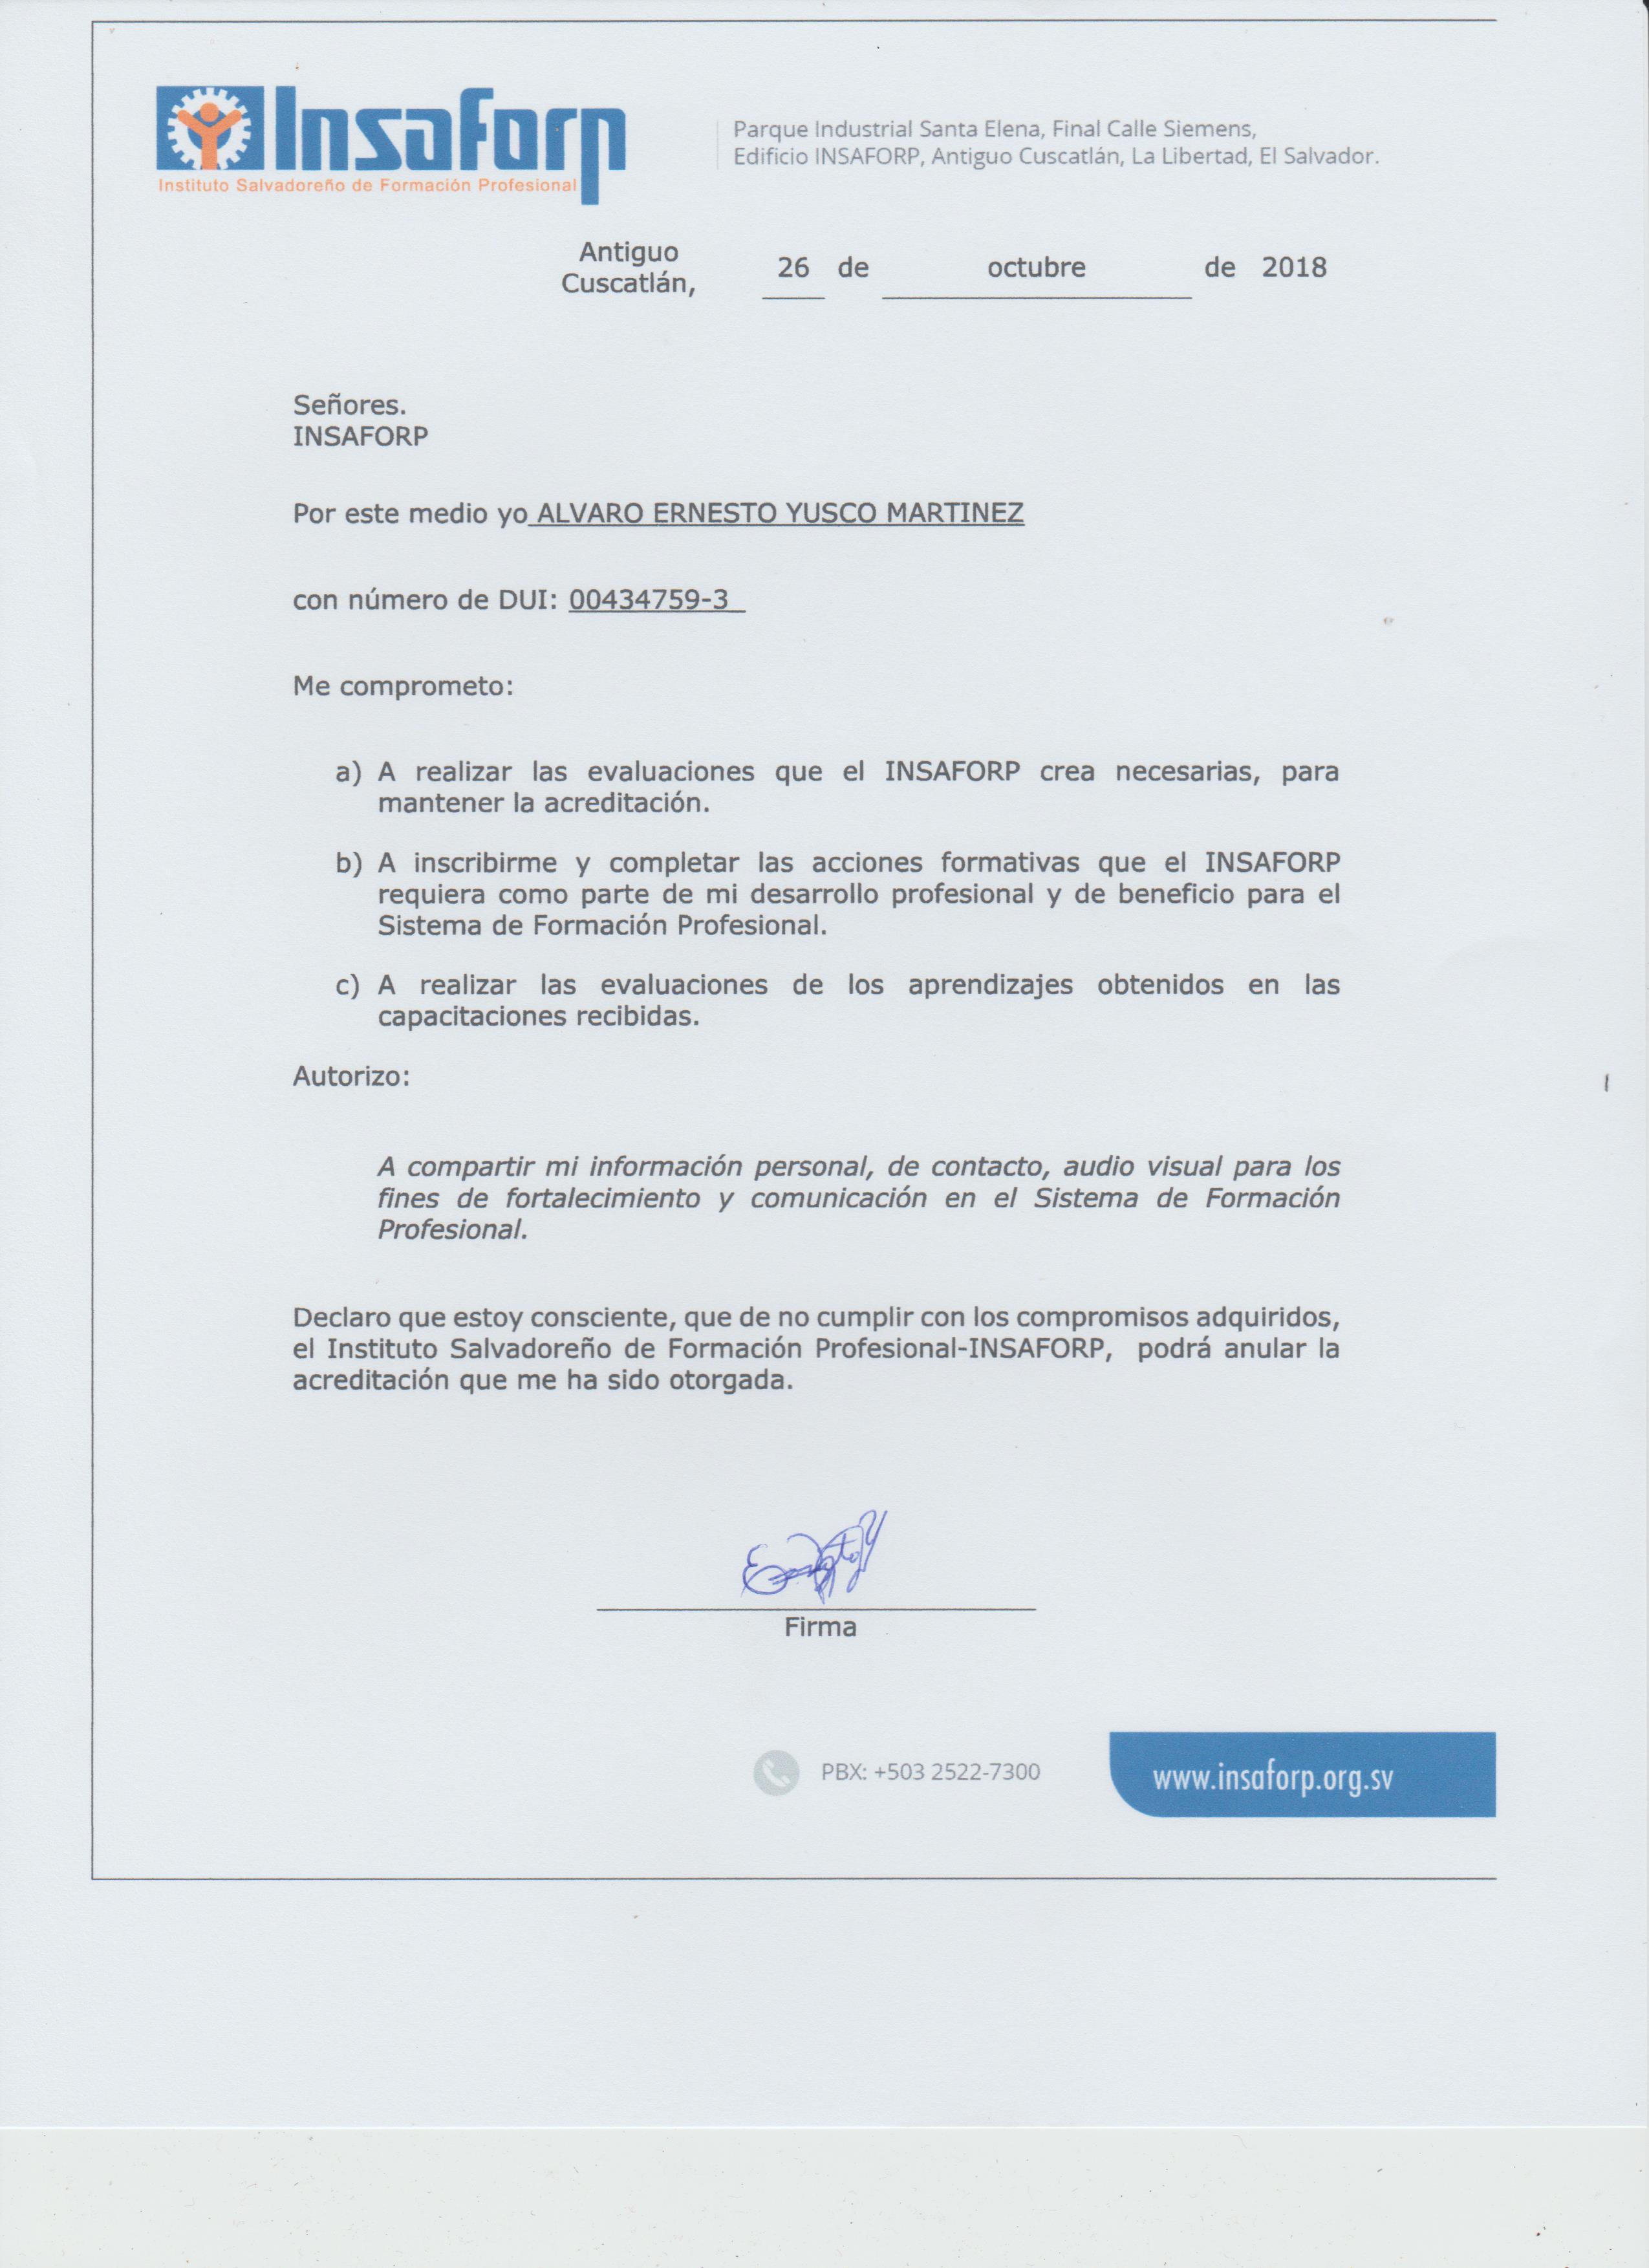 Insaforp
Instituto Salvadoreño de Formación Profesional
Parque Industrial Santa Elena, Final Calle Siemens,
Edificio INSAFORP, Antiguo Cuscatlán, La Libertad, El Salvador.
Antiguo
Cuscatlán, 26 de octubre de 2018
Señores.
INSAFORP
Por este medio yo ALVARO ERNESTO YUSCO MARTINEZ
con número de DUI: 00434759-3
Me comprometo:
a) A realizar las evaluaciones que el INSAFORP crea necesarias, para
mantener la acreditación.
b) A inscribirme y completar las acciones formativas que el INSAFORP
requiera como parte de mi desarrollo profesional y de beneficio para el
Sistema de Formación Profesional.
c) A realizar las evaluaciones de los aprendizajes obtenidos en las
capacitaciones recibidas.
Autorizo:
A compartir mi información personal, de contacto, audio visual para los
fines de fortalecimiento y comunicación en el Sistema de Formación
Profesional.
Declaro que estoy consciente, que de no cumplir con los compromisos adquiridos,
el Instituto Salvadoreño de Formación Profesional-INSAFORP, podrá anular la
acreditación que me ha sido otorgada.
Firma
PBX: +503 2522-7300
www.insaforp.org.sv